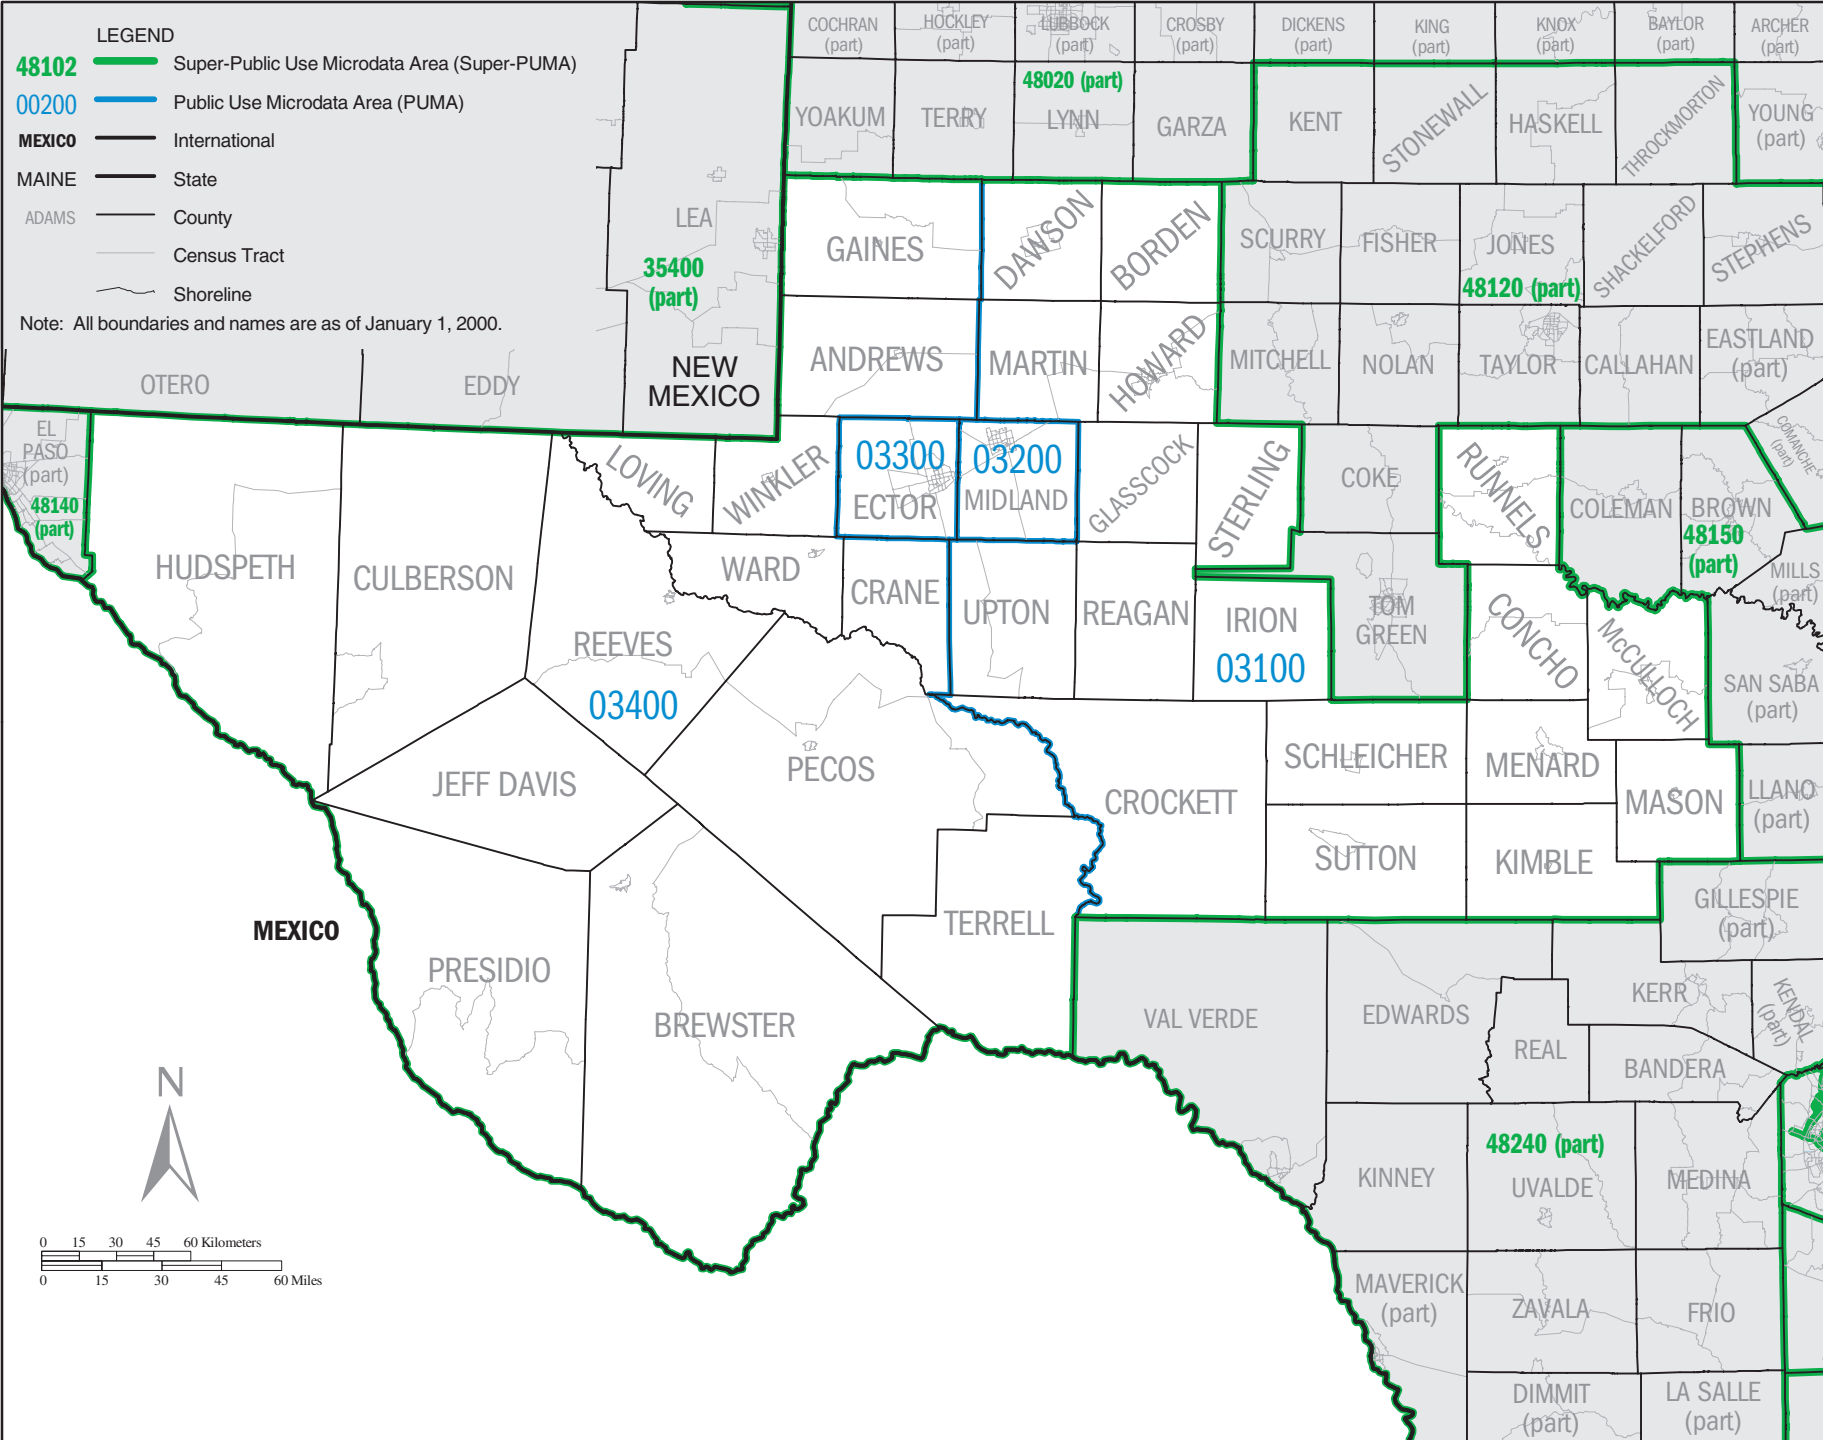 LEGEND
48102 Super-Public Use Microdata Area (Super-PUMA)
00200 Public Use Microdata Area (PUMA)
MEXICO International
MAINE State
ADAMS County
Census Tract
Shoreline
Note: All boundaries and names are as of January 1, 2000.
COCHRAN
(part)
HOCKLEY
(part)
LUBBOCK
(part)
CROSBY
(part)
DICKENS
(part)
KING
(part)
KNOX
(part)
BAYLOR
(part)
ARCHER
(part)
48020 (part)
YOAKUM
TERRY
LYNN
GARZA
KENT
STONEWALL
HASKELL
THROCKMORTON
YOUNG
(part)
LEA
35400
(part)
NEW
MEXICO
GAINES
DAWSON
BORDEN
SCURRY
FISHER
JONES
48120 (part)
SHACKELFORD
STEPHENS
ANDREWS
MARTIN
HOWARD
MITCHELL
NOLAN
TAYLOR
CALLAHAN
EASTLAND
(part)
OTERO
EDDY
EL
PASO
(part)
48140
(part)
HUDSPETH
CULBERSON
LOVING
WINKLER
03300
ECTOR
03200
MIDLAND
GLASSCOCK
STERLING
COKE
RUNNELS
COLEMAN
BROWN
48150
(part)
COMANCHE
(part)
MILLS
(part)
WARD
CRANE
UPTON
REAGAN
IRION
03100
TOM
GREEN
CONCHO
McCULLOCH
SAN SABA
(part)
REEVES
03400
JEFF DAVIS
PECOS
CROCKETT
SCHLEICHER
MENARD
MASON
LLANO
(part)
SUTTON
KIMBLE
TERRELL
GILLESPIE
(part)
MEXICO
PRESIDIO
BREWSTER
VAL VERDE
EDWARDS
KERR
KENDAL
(part)
REAL
BANDERA
48240 (part)
KINNEY
UVALDE
MEDINA
MAVERICK
(part)
ZAVALA
FRIO
DIMMIT
(part)
LA SALLE
(part)
N
0 15 30 45 60 Kilometers
0 15 30 45 60 Miles